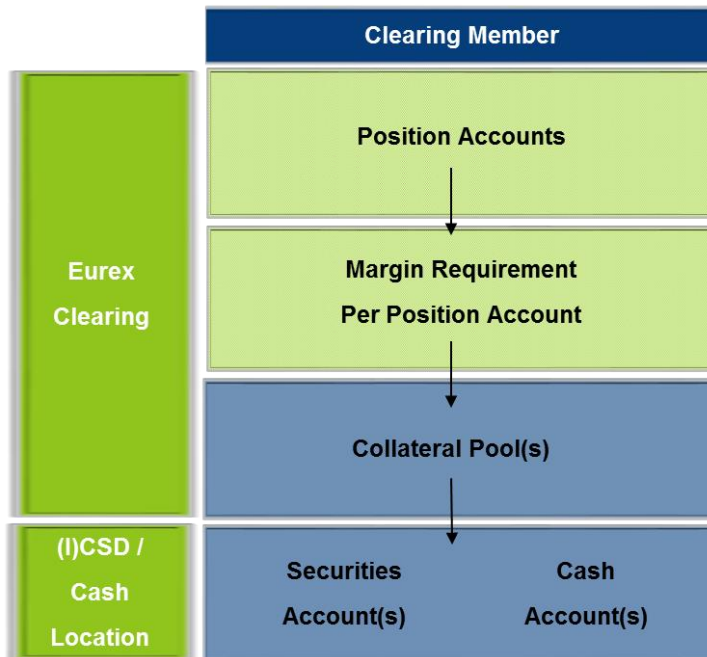 Clearing Member
Position Accounts
Eurex
Clearing
Margin Requirement
Per Position Account
Collateral Pool(s)
(I)CSD /
Cash
Location
Securities
Account(s)
Cash
Account(s)